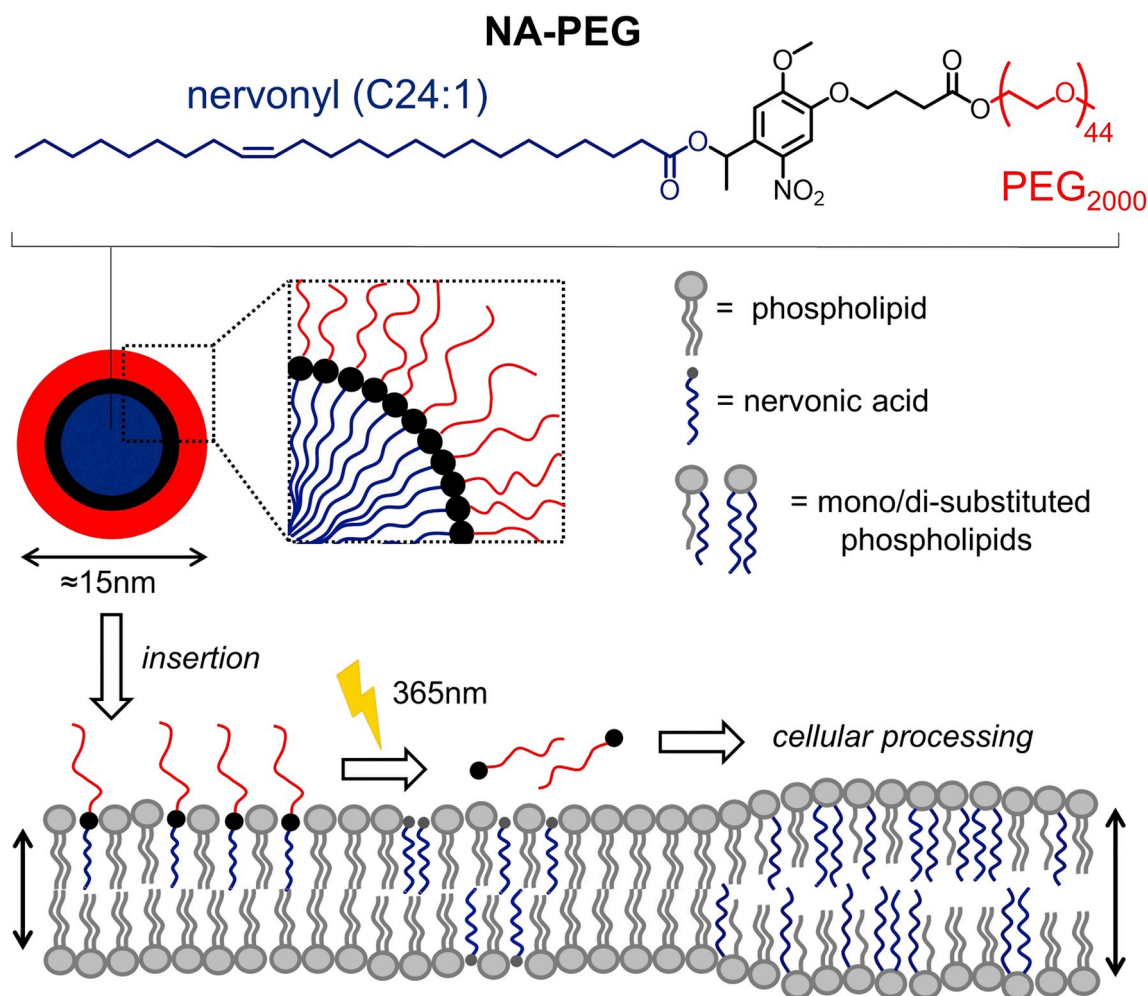 NA-PEG
nervonyl (C24:1)
O
O
O
O
NO₂
O
O
O
O
44
PEG₂₀₀₀
= phospholipid
= nervonic acid
= mono/di-substituted
phospholipids
≈15nm
insertion
365nm
cellular processing